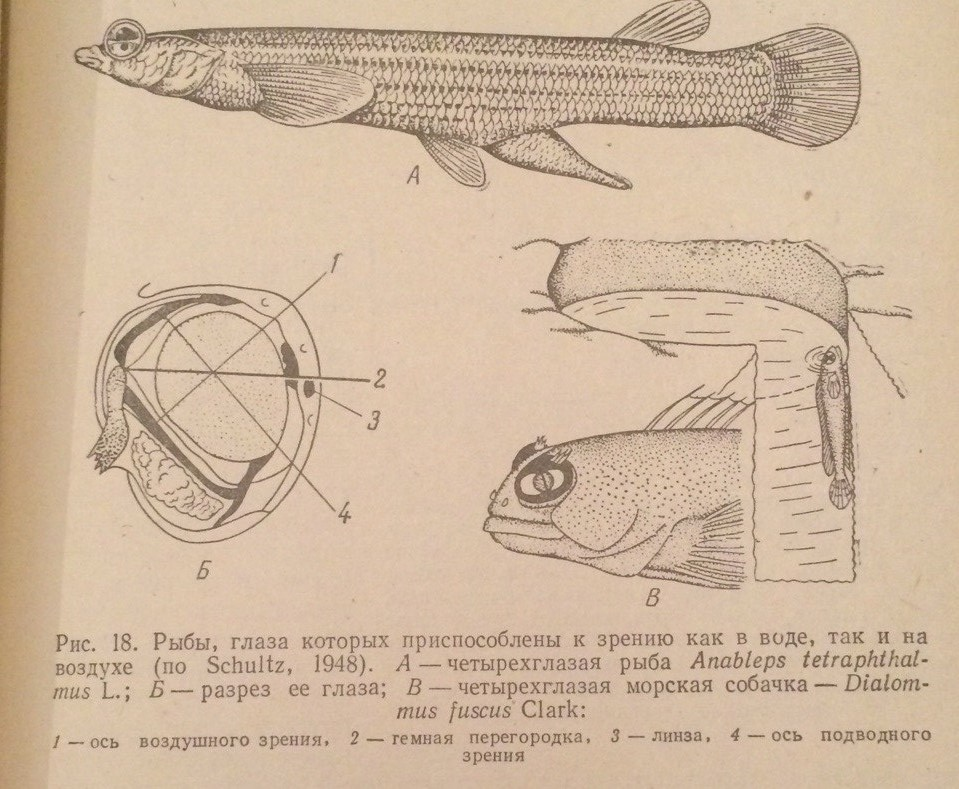 А
1
2
3
4
Б
В
Рис. 18. Рыбы, глаза которых приспособлены к зрению как в воде, так и на
воздухе (по Schultz, 1948). А — четырехглазая рыба Anableps tetraphthal-
mus L.; Б — разрез ее глаза; В — четырехглазая морская собачка — Dialom-
mus fuscus Clark:
1 — ось воздушного зрения, 2 — темная перегородка, 3 — линза, 4 — ось подводного
зрения